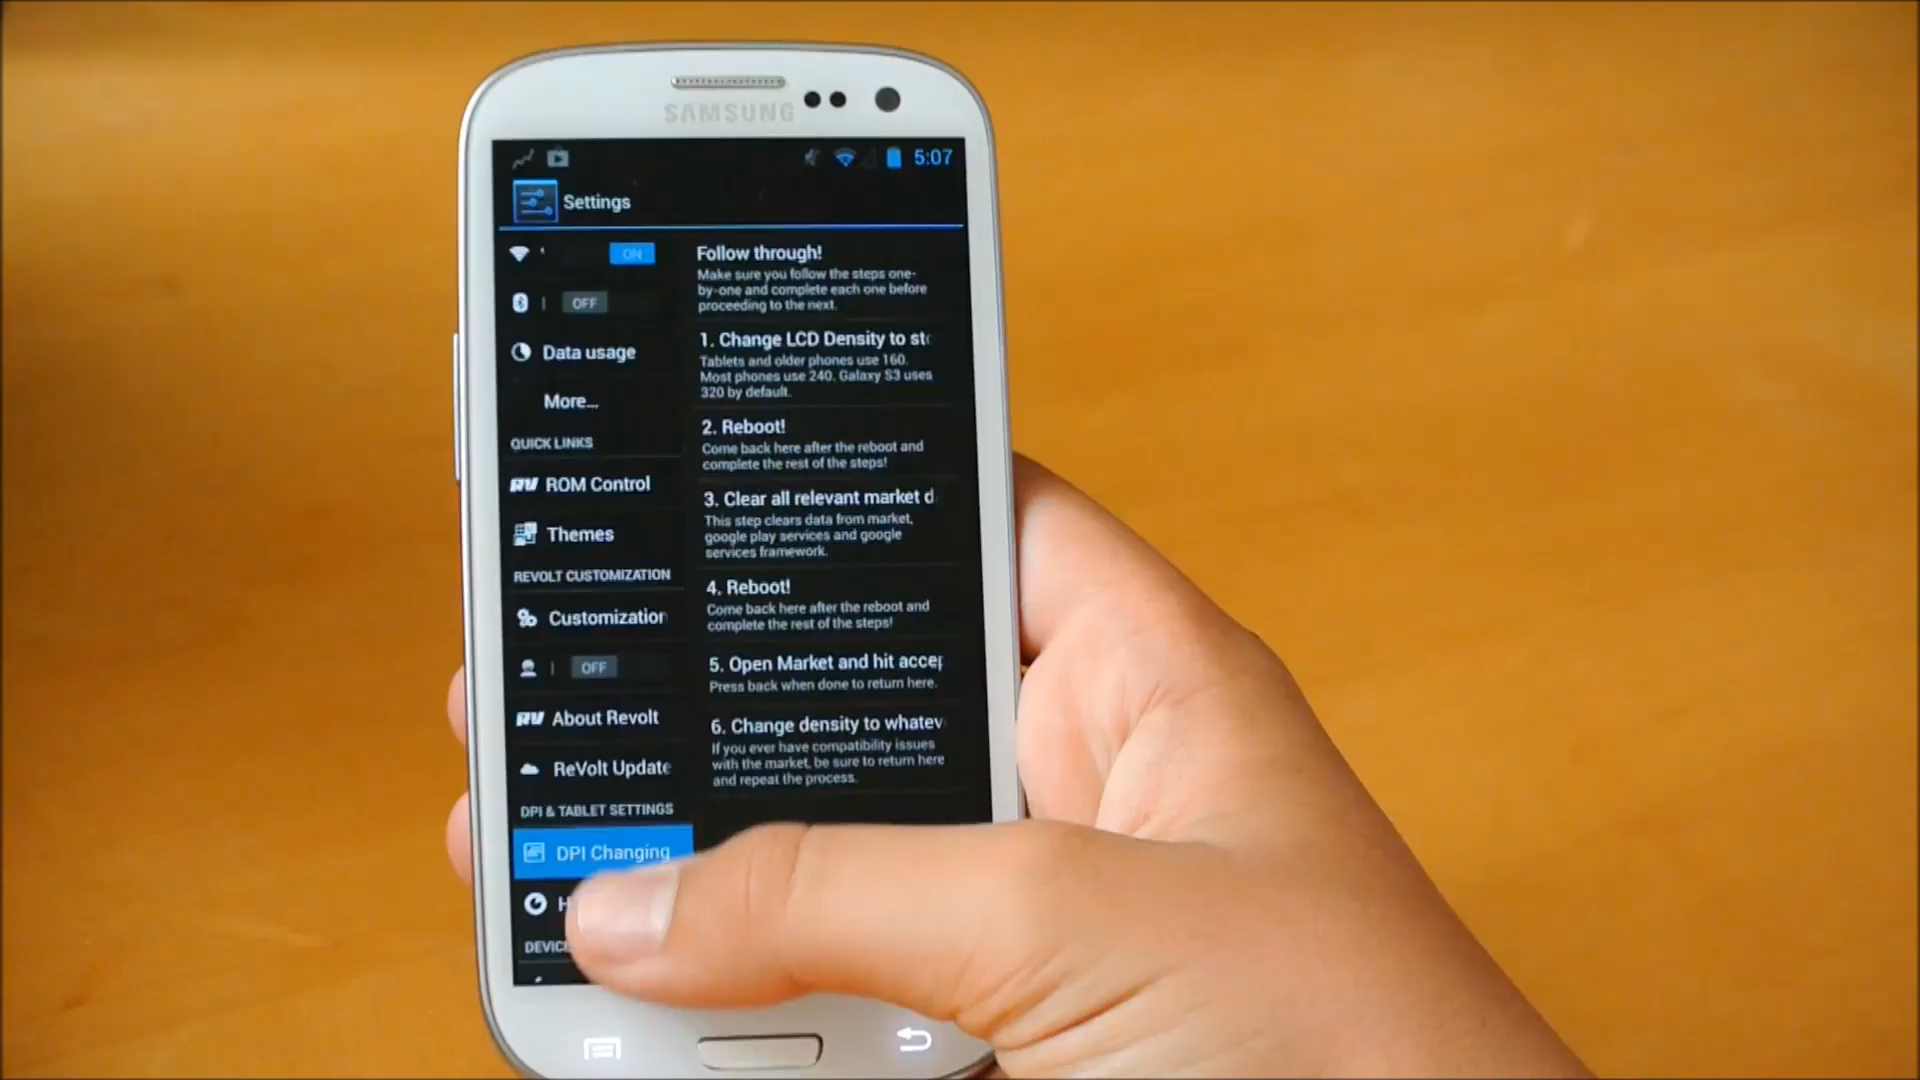 SAMSUNG
5:07
Settings
ON
OFF
Data usage
More...
QUICK LINKS
RV ROM Control
Themes
REVOLT CUSTOMIZATION
Customization
OFF
RV About Revolt
ReVolt Update
DPI & TABLET SETTINGS
DPI Changing
H
DEVIC
Follow through!
Make sure you follow the steps one-
by-one and complete each one before
proceeding to the next.
1. Change LCD Density to sto
Tablets and older phones use 160.
Most phones use 240. Galaxy S3 uses
320 by default.
2. Reboot!
Come back here after the reboot and
complete the rest of the steps!
3. Clear all relevant market d
This step clears data from market,
google play services and google
services framework.
4. Reboot!
Come back here after the reboot and
complete the rest of the steps!
5. Open Market and hit accep
Press back when done to return here.
6. Change density to whatev
If you ever have compatibility issues
with the market, be sure to return here
and repeat the process.